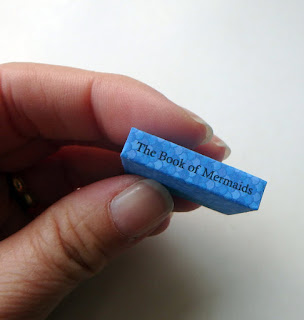 The Book of Mermaids